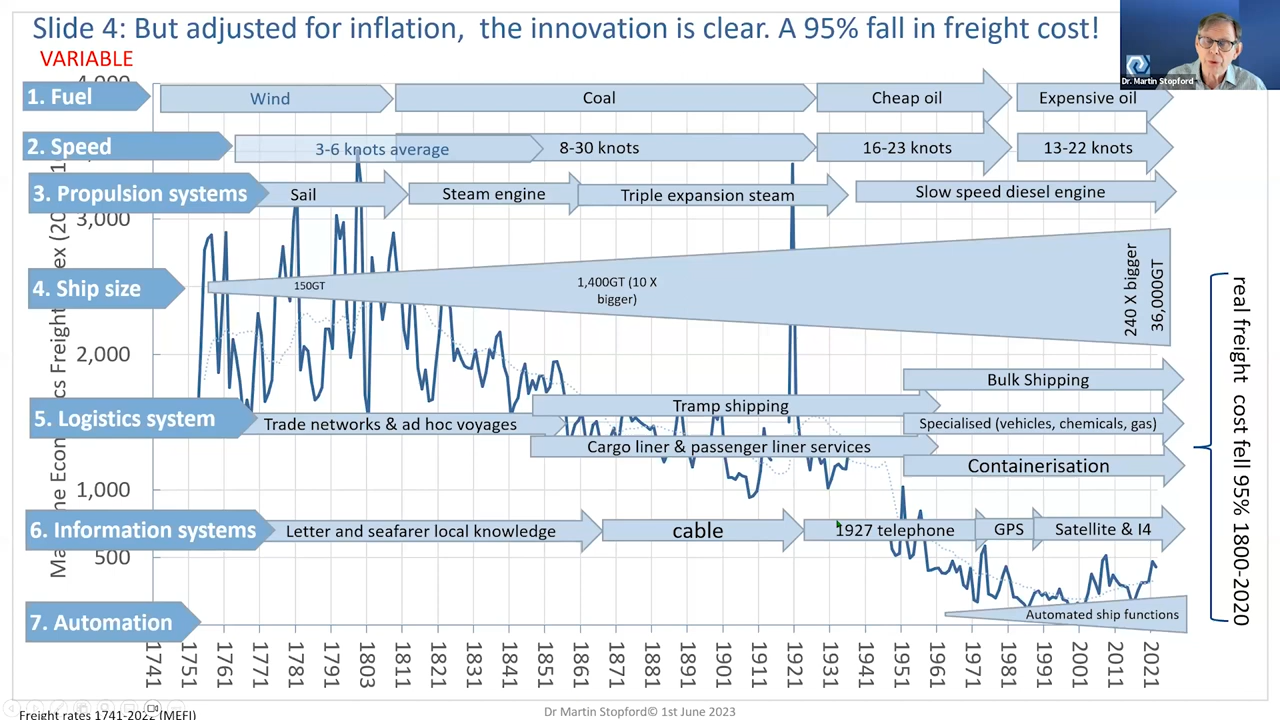 Slide 4: But adjusted for inflation, the innovation is clear. A 95% fall in freight cost!
Dr. Martin Stopford
VARIABLE
1. Fuel
Wind
Coal
Cheap oil
Expensive oil
2. Speed
3-6 knots average
8-30 knots
16-23 knots
13-22 knots
3. Propulsion systems
Sail
Steam engine
Triple expansion steam
Slow speed diesel engine
4. Ship size
150GT
1,400GT (10 X
bigger)
240 X bigger
36,000GT
5. Logistics system
Trade networks & ad hoc voyages
Tramp shipping
Cargo liner & passenger liner services
Bulk Shipping
Specialised (vehicles, chemicals, gas)
Containerisation
6. Information systems
Letter and seafarer local knowledge
cable
1927 telephone
GPS
Satellite & I4
7. Automation
Automated ship functions
real freight cost fell 95% 1800-2020
4,000
3,000
2,000
1,000
500
1741
1751
1761
1771
1781
1791
1803
1811
1821
1831
1841
1851
1861
1871
1881
1891
1901
1911
1921
1931
1941
1951
1961
1971
1981
1991
2001
2011
2021
Freight rates 1741-2022 (MEFI)
Dr Martin Stopford© 1st June 2023